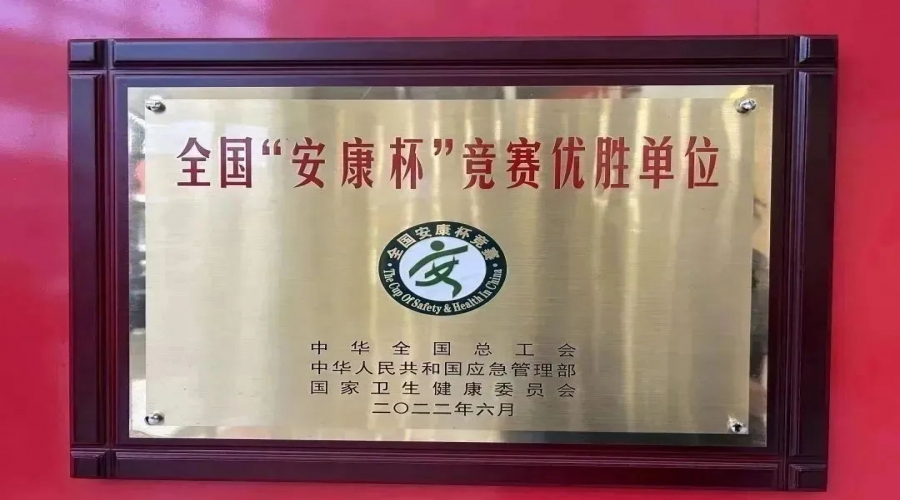 全国“安康杯”竞赛优胜单位
全国安康杯竞赛
安
The Cup Of Safety & Health In China
中华全国总工会
中华人民共和国应急管理部
国家卫生健康委员会
二〇二二年六月